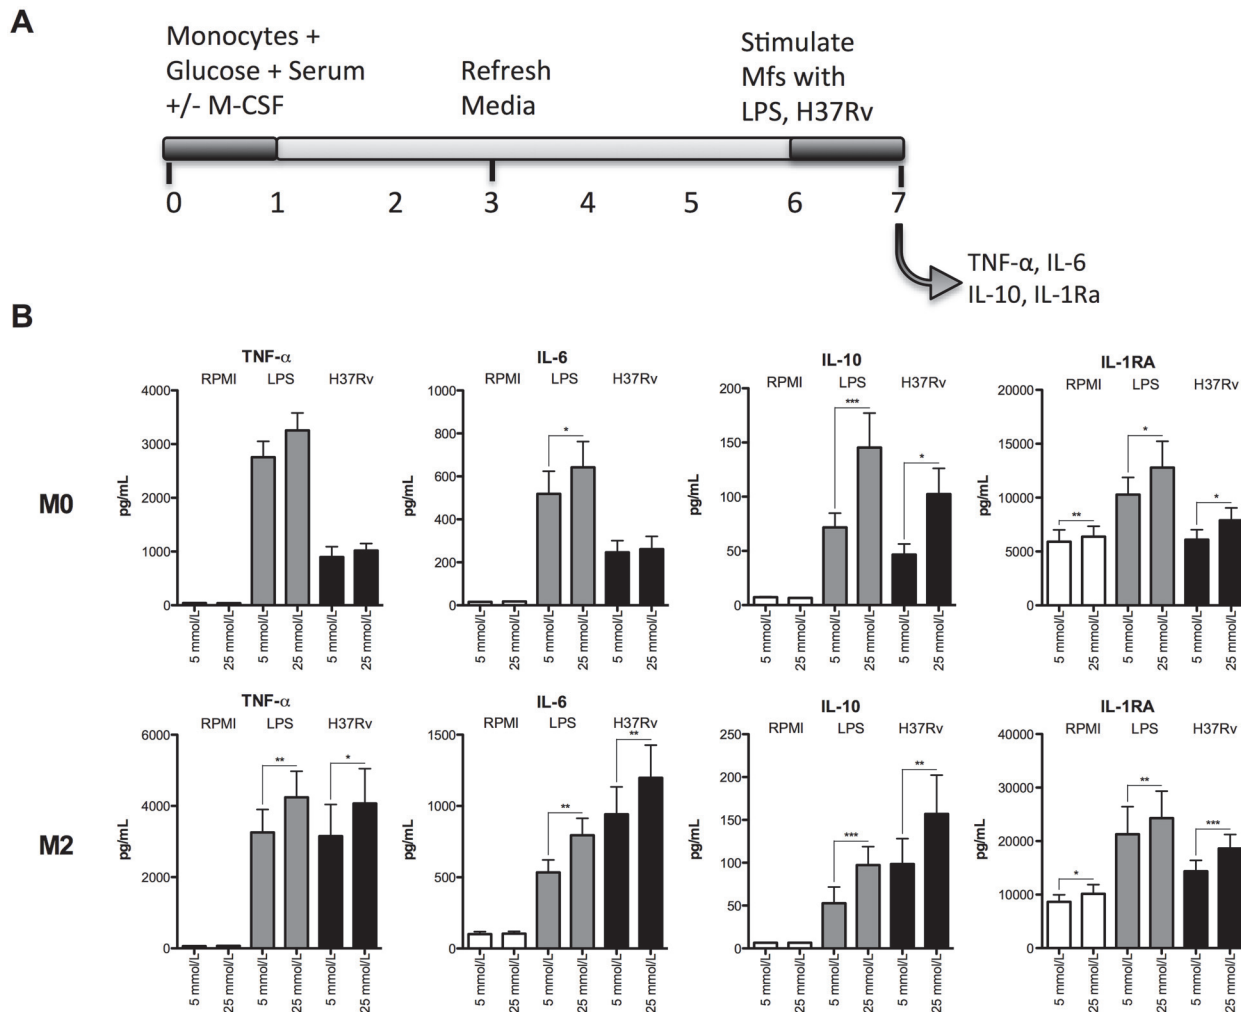 A
Monocytes +
Glucose + Serum
+/- M-CSF
Refresh
Media
Stimulate
Mfs with
LPS, H37Rv
0 1 2 3 4 5 6 7
TNF-α, IL-6
IL-10, IL-1Ra
B
M0
TNF-α
RPMI LPS H37Rv
pg/mL
4000
3000
2000
1000
0
5 mmol/L 25 mmol/L 5 mmol/L 25 mmol/L 5 mmol/L 25 mmol/L
IL-6
RPMI LPS H37Rv
pg/mL
1000
800
600
400
200
0
*
5 mmol/L 25 mmol/L 5 mmol/L 25 mmol/L 5 mmol/L 25 mmol/L
IL-10
RPMI LPS H37Rv
pg/mL
200
150
100
50
0
*** *
5 mmol/L 25 mmol/L 5 mmol/L 25 mmol/L 5 mmol/L 25 mmol/L
IL-1RA
RPMI LPS H37Rv
pg/mL
20000
15000
10000
5000
0
** * *
5 mmol/L 25 mmol/L 5 mmol/L 25 mmol/L 5 mmol/L 25 mmol/L
M2
TNF-α
RPMI LPS H37Rv
pg/mL
6000
4000
2000
0
** *
5 mmol/L 25 mmol/L 5 mmol/L 25 mmol/L 5 mmol/L 25 mmol/L
IL-6
RPMI LPS H37Rv
pg/mL
1500
1000
500
0
** **
5 mmol/L 25 mmol/L 5 mmol/L 25 mmol/L 5 mmol/L 25 mmol/L
IL-10
RPMI LPS H37Rv
pg/mL
250
200
150
100
50
0
*** **
5 mmol/L 25 mmol/L 5 mmol/L 25 mmol/L 5 mmol/L 25 mmol/L
IL-1RA
RPMI LPS H37Rv
pg/mL
40000
30000
20000
10000
0
* ** ***
5 mmol/L 25 mmol/L 5 mmol/L 25 mmol/L 5 mmol/L 25 mmol/L